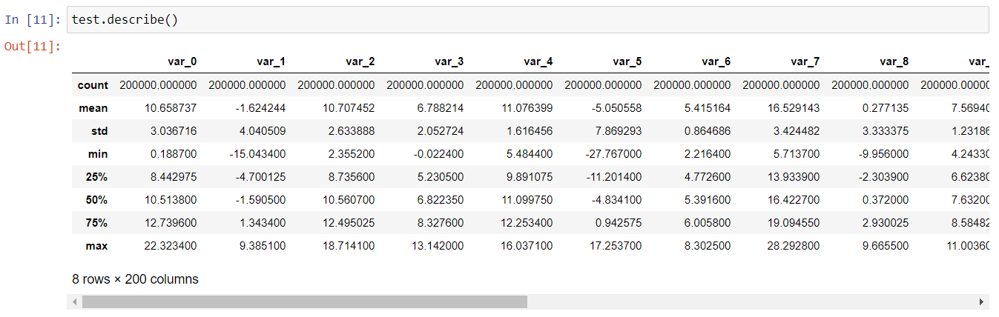 In [11]: test.describe()
Out[11]:
var_0 var_1 var_2 var_3 var_4 var_5 var_6 var_7 var_8 var_
count 200000.000000 200000.000000 200000.000000 200000.000000 200000.000000 200000.000000 200000.000000 200000.000000 200000.000000 200000.00000
mean 10.658737 -1.624244 10.707452 6.788214 11.076399 -5.050558 5.415164 16.529143 0.277135 7.56940
std 3.036716 4.040509 2.633888 2.052724 1.616456 7.869293 0.864686 3.424482 3.333375 1.23186
min 0.188700 -15.043400 2.355200 -0.022400 5.484400 -27.767000 2.216400 5.713700 -9.956000 4.24330
25% 8.442975 -4.700125 8.735600 5.230500 9.891075 -11.201400 4.772600 13.933900 -2.303900 6.62380
50% 10.513800 -1.590500 10.560700 6.822350 11.099750 -4.834100 5.391600 16.422700 0.372000 7.63200
75% 12.739600 1.343400 12.495025 8.327600 12.253400 0.942575 6.005800 19.094550 2.930025 8.58482
max 22.323400 9.385100 18.714100 13.142000 16.037100 17.253700 8.302500 28.292800 9.665500 11.00360
8 rows × 200 columns